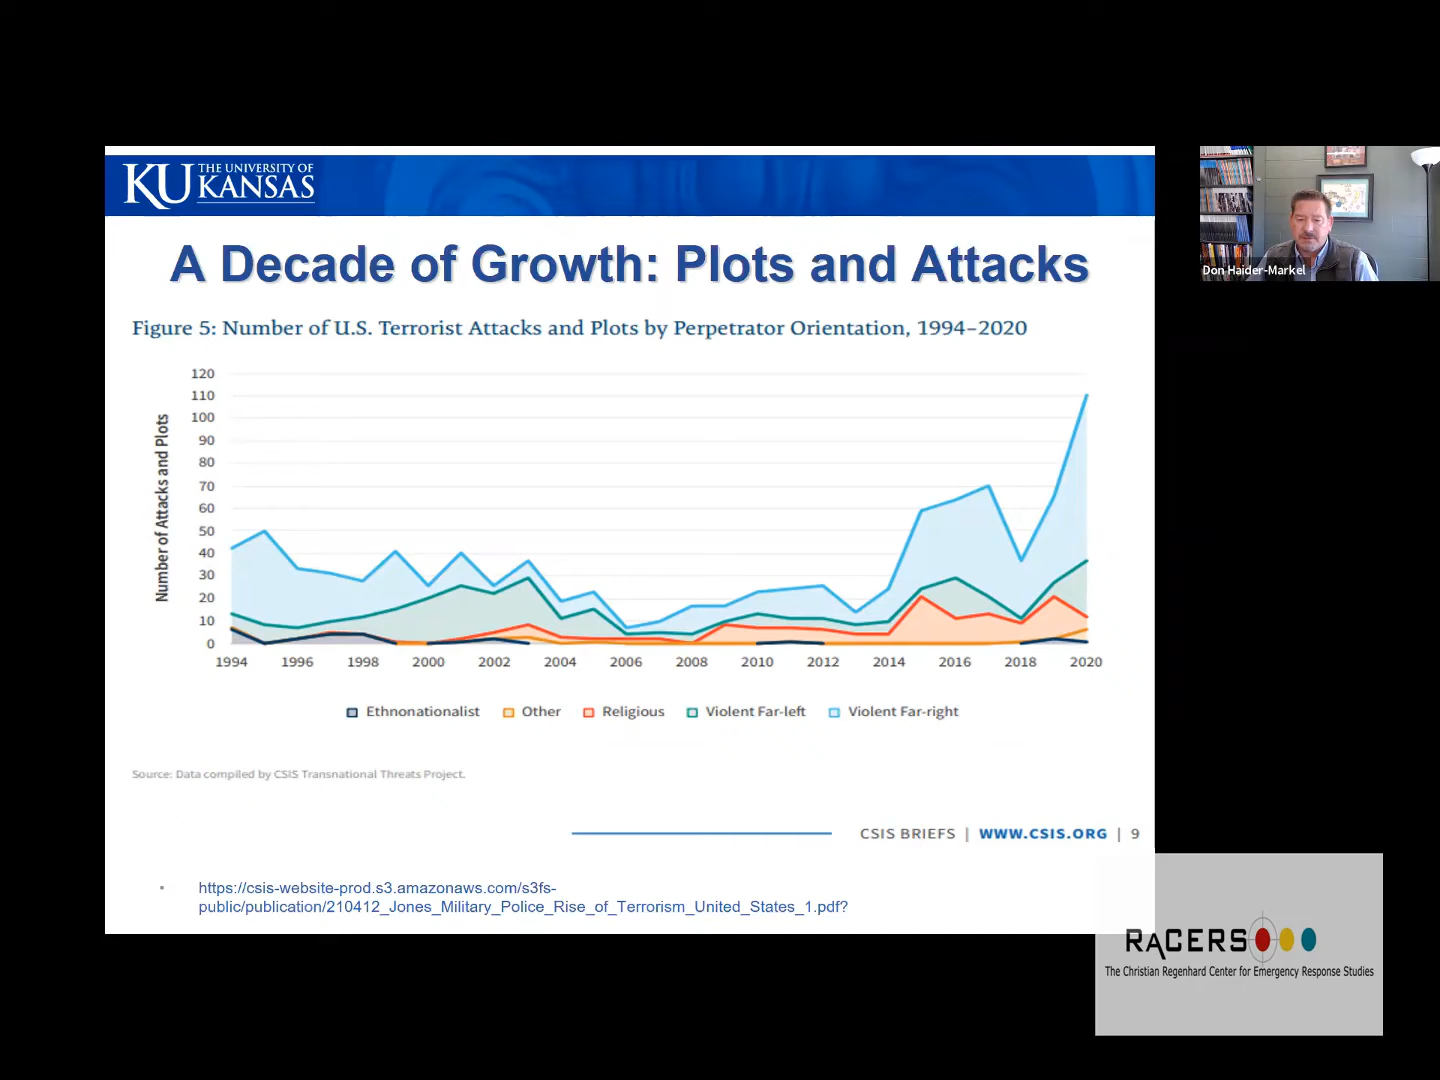 KU THE UNIVERSITY OF
KANSAS
A Decade of Growth: Plots and Attacks
Figure 5: Number of U.S. Terrorist Attacks and Plots by Perpetrator Orientation, 1994–2020
Number of Attacks and Plots
120
110
100
90
80
70
60
50
40
30
20
10
0
1994 1996 1998 2000 2002 2004 2006 2008 2010 2012 2014 2016 2018 2020
Ethnonationalist Other Religious Violent Far-left Violent Far-right
Source: Data compiled by CSIS Transnational Threats Project.
CSIS BRIEFS | WWW.CSIS.ORG | 9
• https://csis-website-prod.s3.amazonaws.com/s3fs-
public/publication/210412_Jones_Military_Police_Rise_of_Terrorism_United_States_1.pdf?
Don Haider-Markel
RACERS
The Christian Regenhard Center for Emergency Response Studies